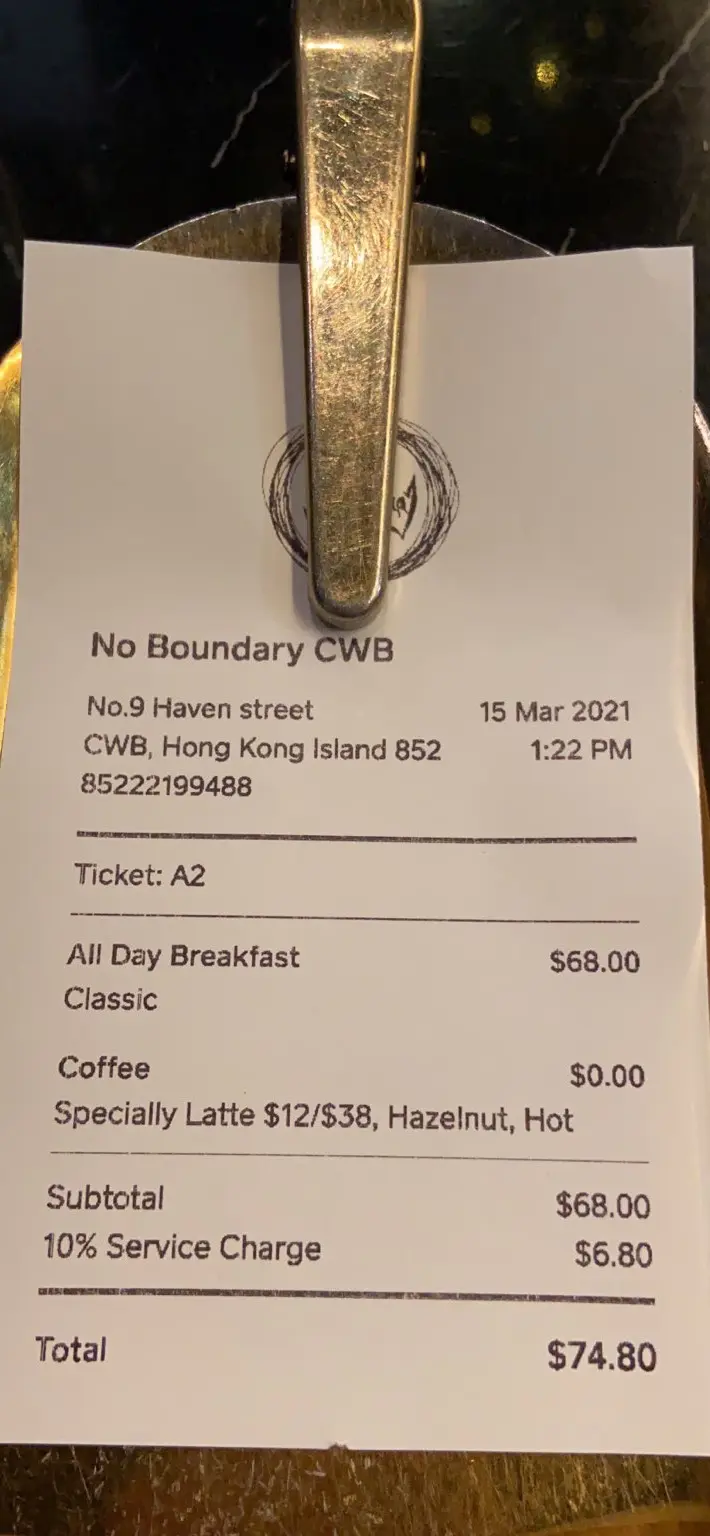 No Boundary CWB
No.9 Haven street 15 Mar 2021
CWB, Hong Kong Island 852 1:22 PM
85222199488
Ticket: A2
All Day Breakfast $68.00
Classic
Coffee $0.00
Specially Latte $12/$38, Hazelnut, Hot
Subtotal $68.00
10% Service Charge $6.80
Total $74.80